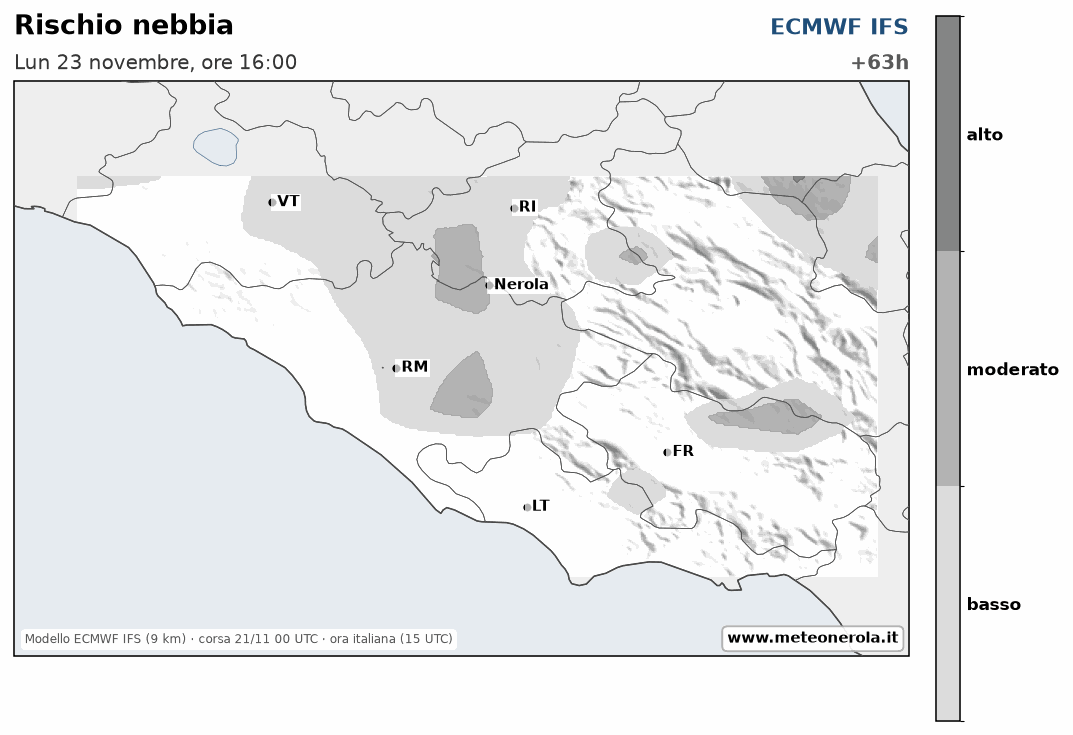 Rischio nebbia
ECMWF IFS
Lun 23 novembre, ore 16:00
+63h
alto
VT
RI
Nerola
RM
moderato
FR
LT
basso
Modello ECMWF IFS (9 km) · corsa 21/11 00 UTC · ora italiana (15 UTC)
www.meteonerola.it